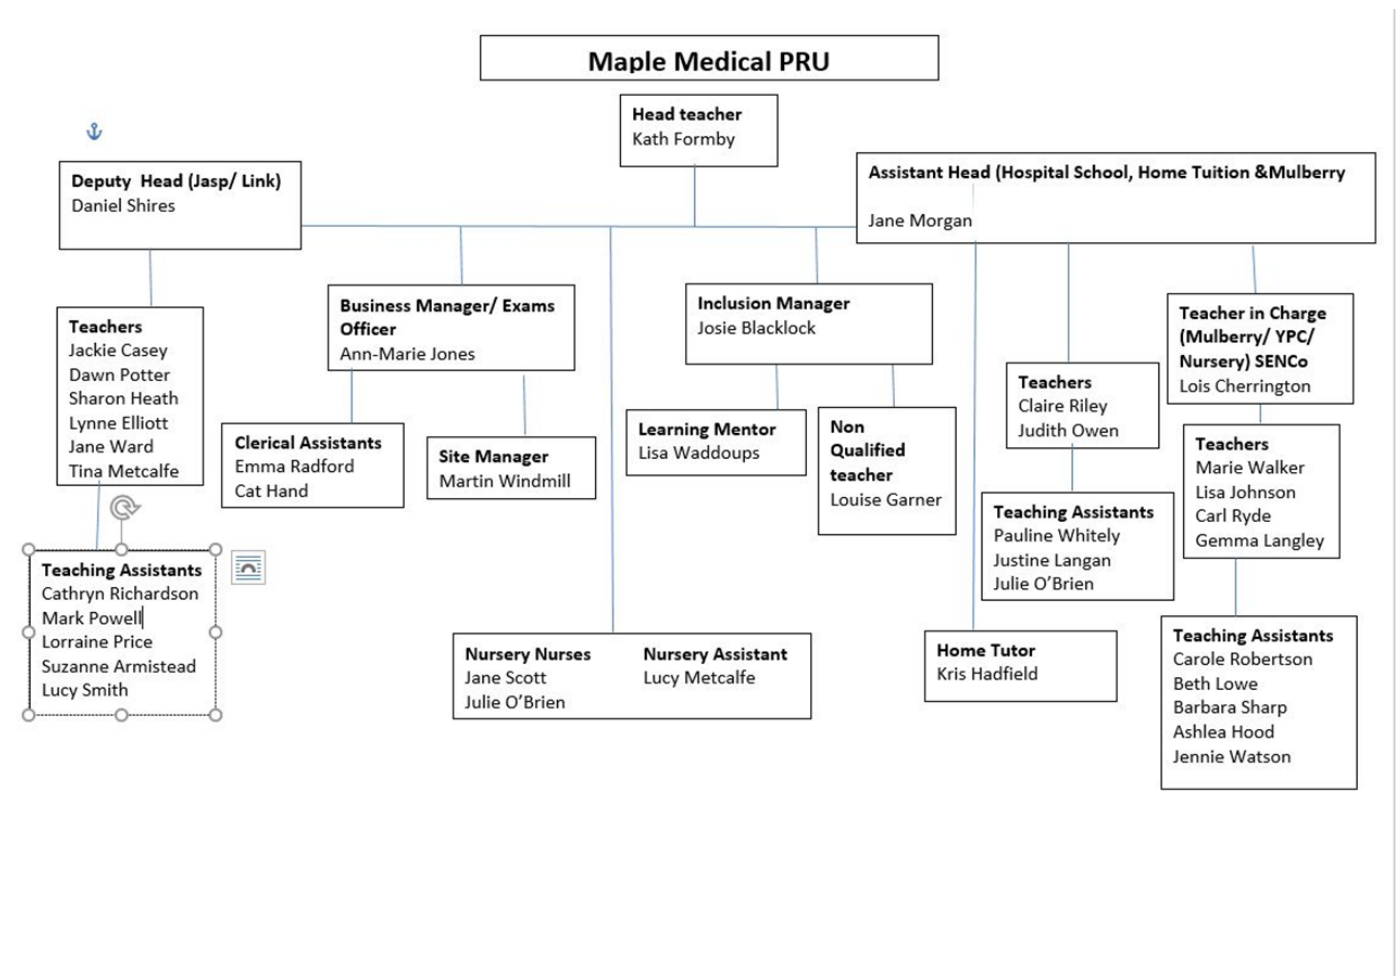 Maple Medical PRU
Head teacher
Kath Formby
Deputy  Head (Jasp/ Link)
Daniel Shires
Assistant Head (Hospital School, Home Tuition &Mulberry
Jane Morgan
Teachers
Jackie Casey
Dawn Potter
Sharon Heath
Lynne Elliott
Jane Ward
Tina Metcalfe
Teaching Assistants
Cathryn Richardson
Mark Powell
Lorraine Price
Suzanne Armistead
Lucy Smith
Business Manager/ Exams
Officer
Ann-Marie Jones
Clerical Assistants
Emma Radford
Cat Hand
Site Manager
Martin Windmill
Inclusion Manager
Josie Blacklock
Learning Mentor
Lisa Waddoups
Non
Qualified
teacher
Louise Garner
Nursery Nurses
Jane Scott
Julie O’Brien
Nursery Assistant
Lucy Metcalfe
Teachers
Claire Riley
Judith Owen
Teaching Assistants
Pauline Whitely
Justine Langan
Julie O’Brien
Home Tutor
Kris Hadfield
Teacher in Charge
(Mulberry/ YPC/
Nursery) SENCo
Lois Cherrington
Teachers
Marie Walker
Lisa Johnson
Carl Ryde
Gemma Langley
Teaching Assistants
Carole Robertson
Beth Lowe
Barbara Sharp
Ashlea Hood
Jennie Watson